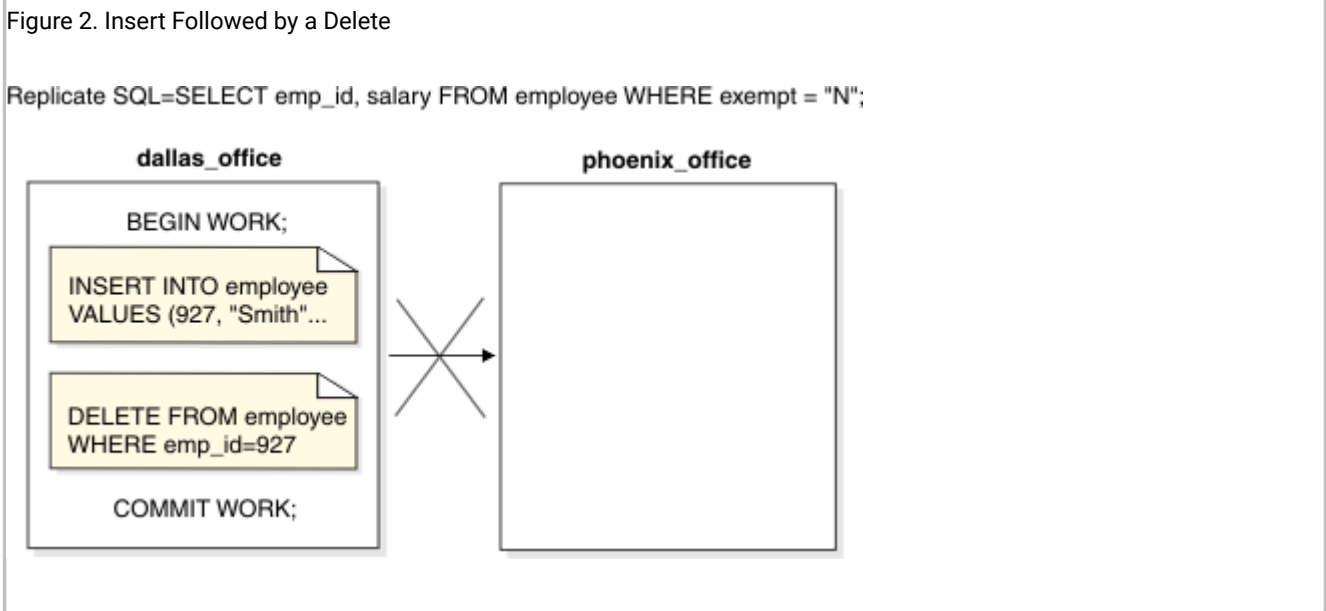 Figure 2. Insert Followed by a Delete
Replicate SQL=SELECT emp_id, salary FROM employee WHERE exempt = "N";
dallas_office
phoenix_office
BEGIN WORK;
INSERT INTO employee
VALUES (927, "Smith"...
DELETE FROM employee
WHERE emp_id=927
COMMIT WORK;